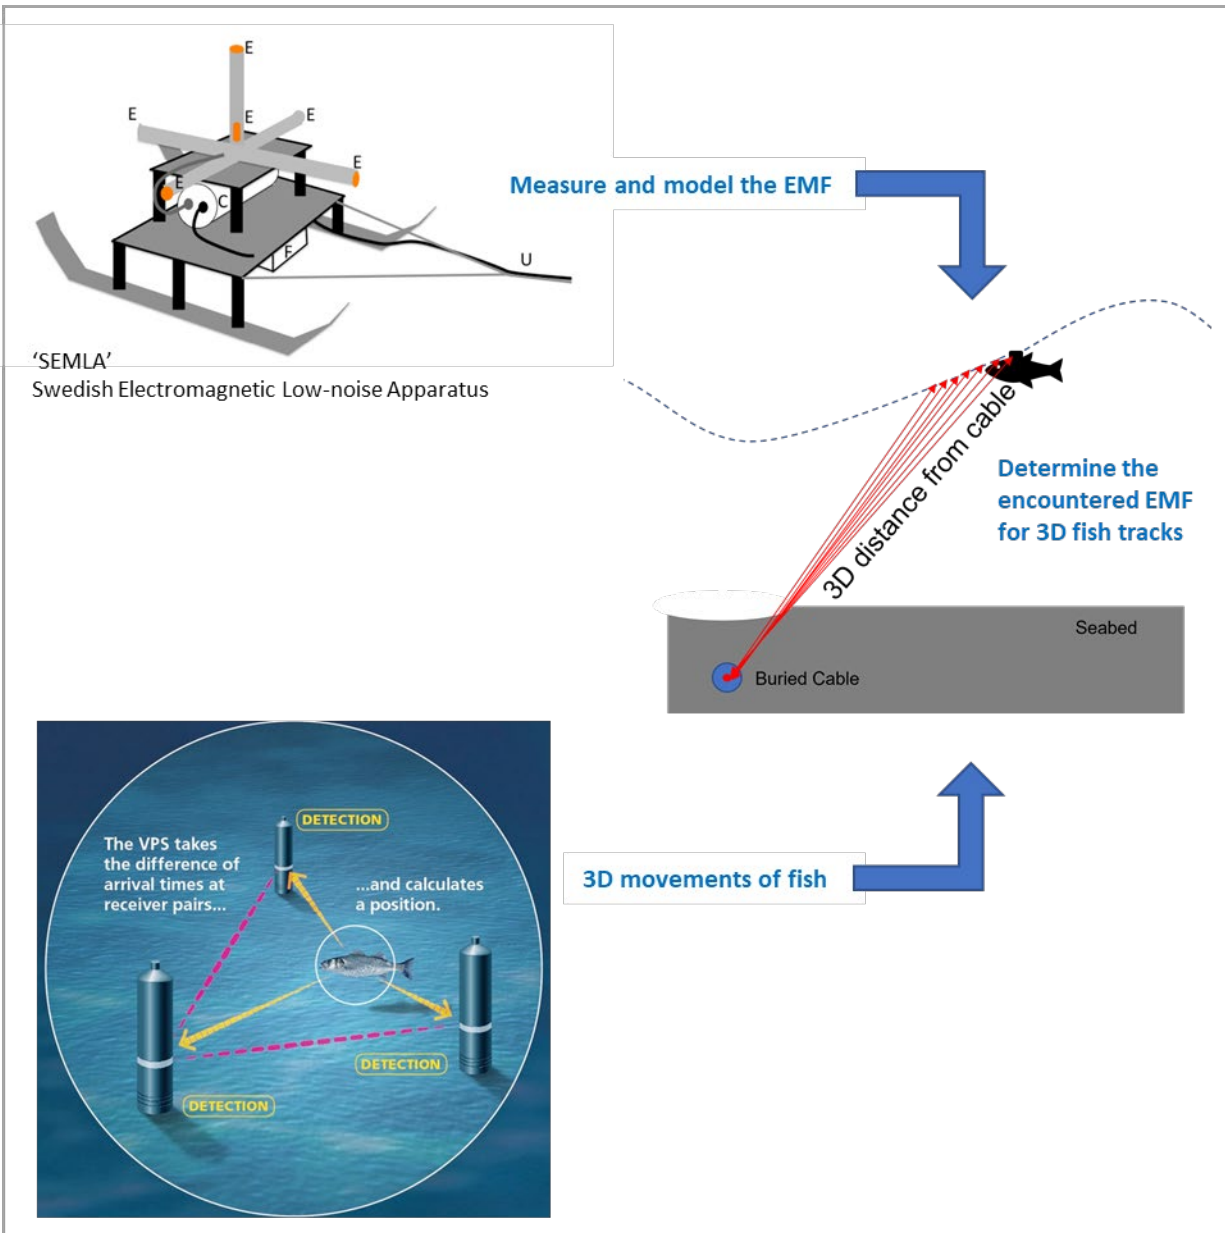 E
E
E
E
E
E
C
F
U
'SEMLA'
Swedish Electromagnetic Low-noise Apparatus
Measure and model the EMF
3D distance from cable
Determine the
encountered EMF
for 3D fish tracks
Seabed
Buried Cable
3D movements of fish
DETECTION
The VPS takes
the difference of
arrival times at
receiver pairs...
...and calculates
a position.
DETECTION
DETECTION